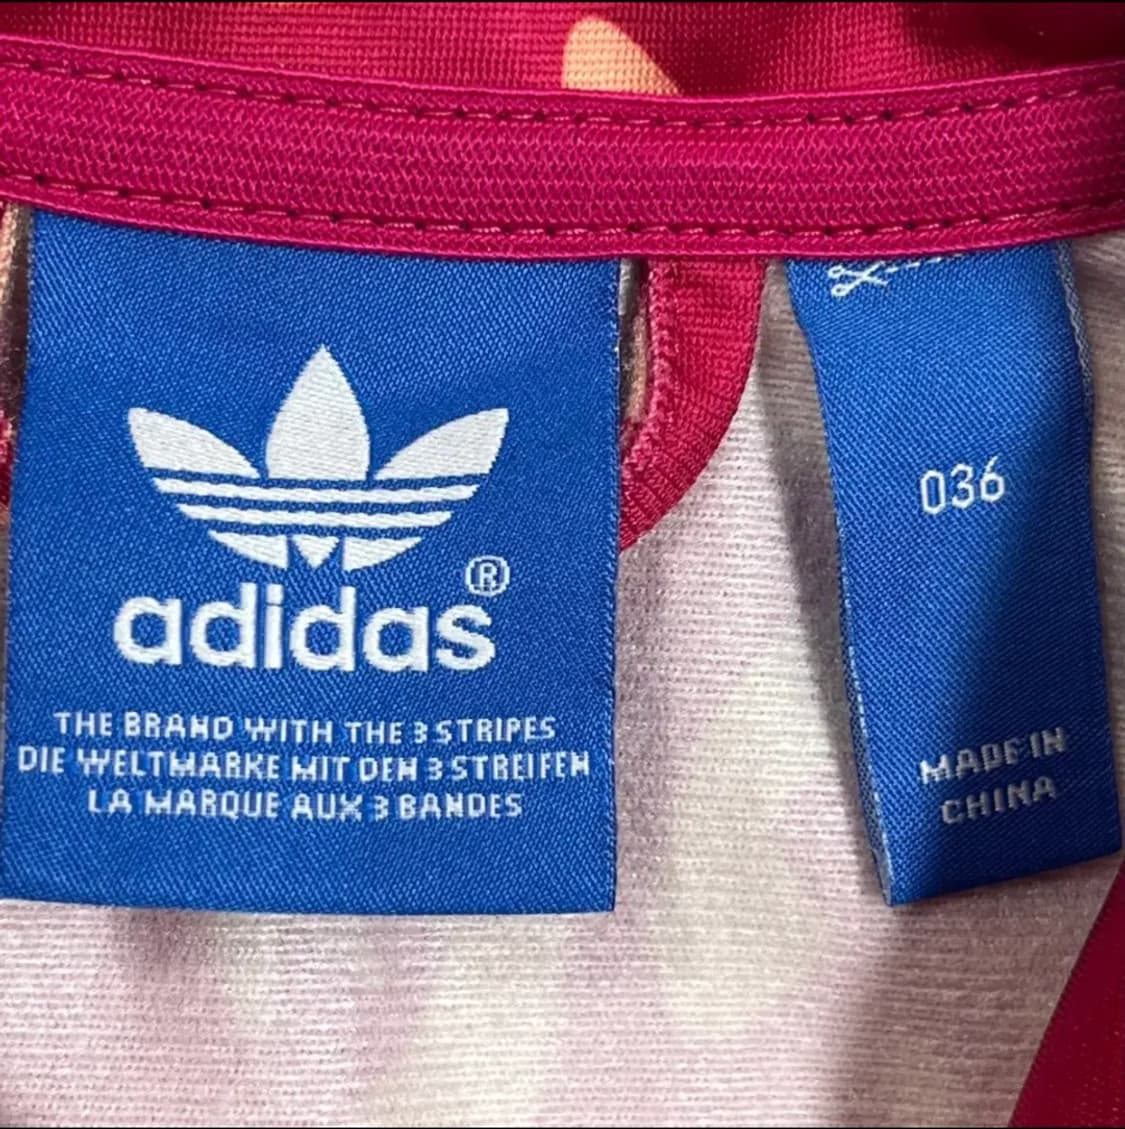 adidas®
THE BRAND WITH THE 3 STRIPES
DIE WELTMARKE MIT DEN 3 STREIFEN
LA MARQUE AUX 3 BANDES
036
MADE IN
CHINA